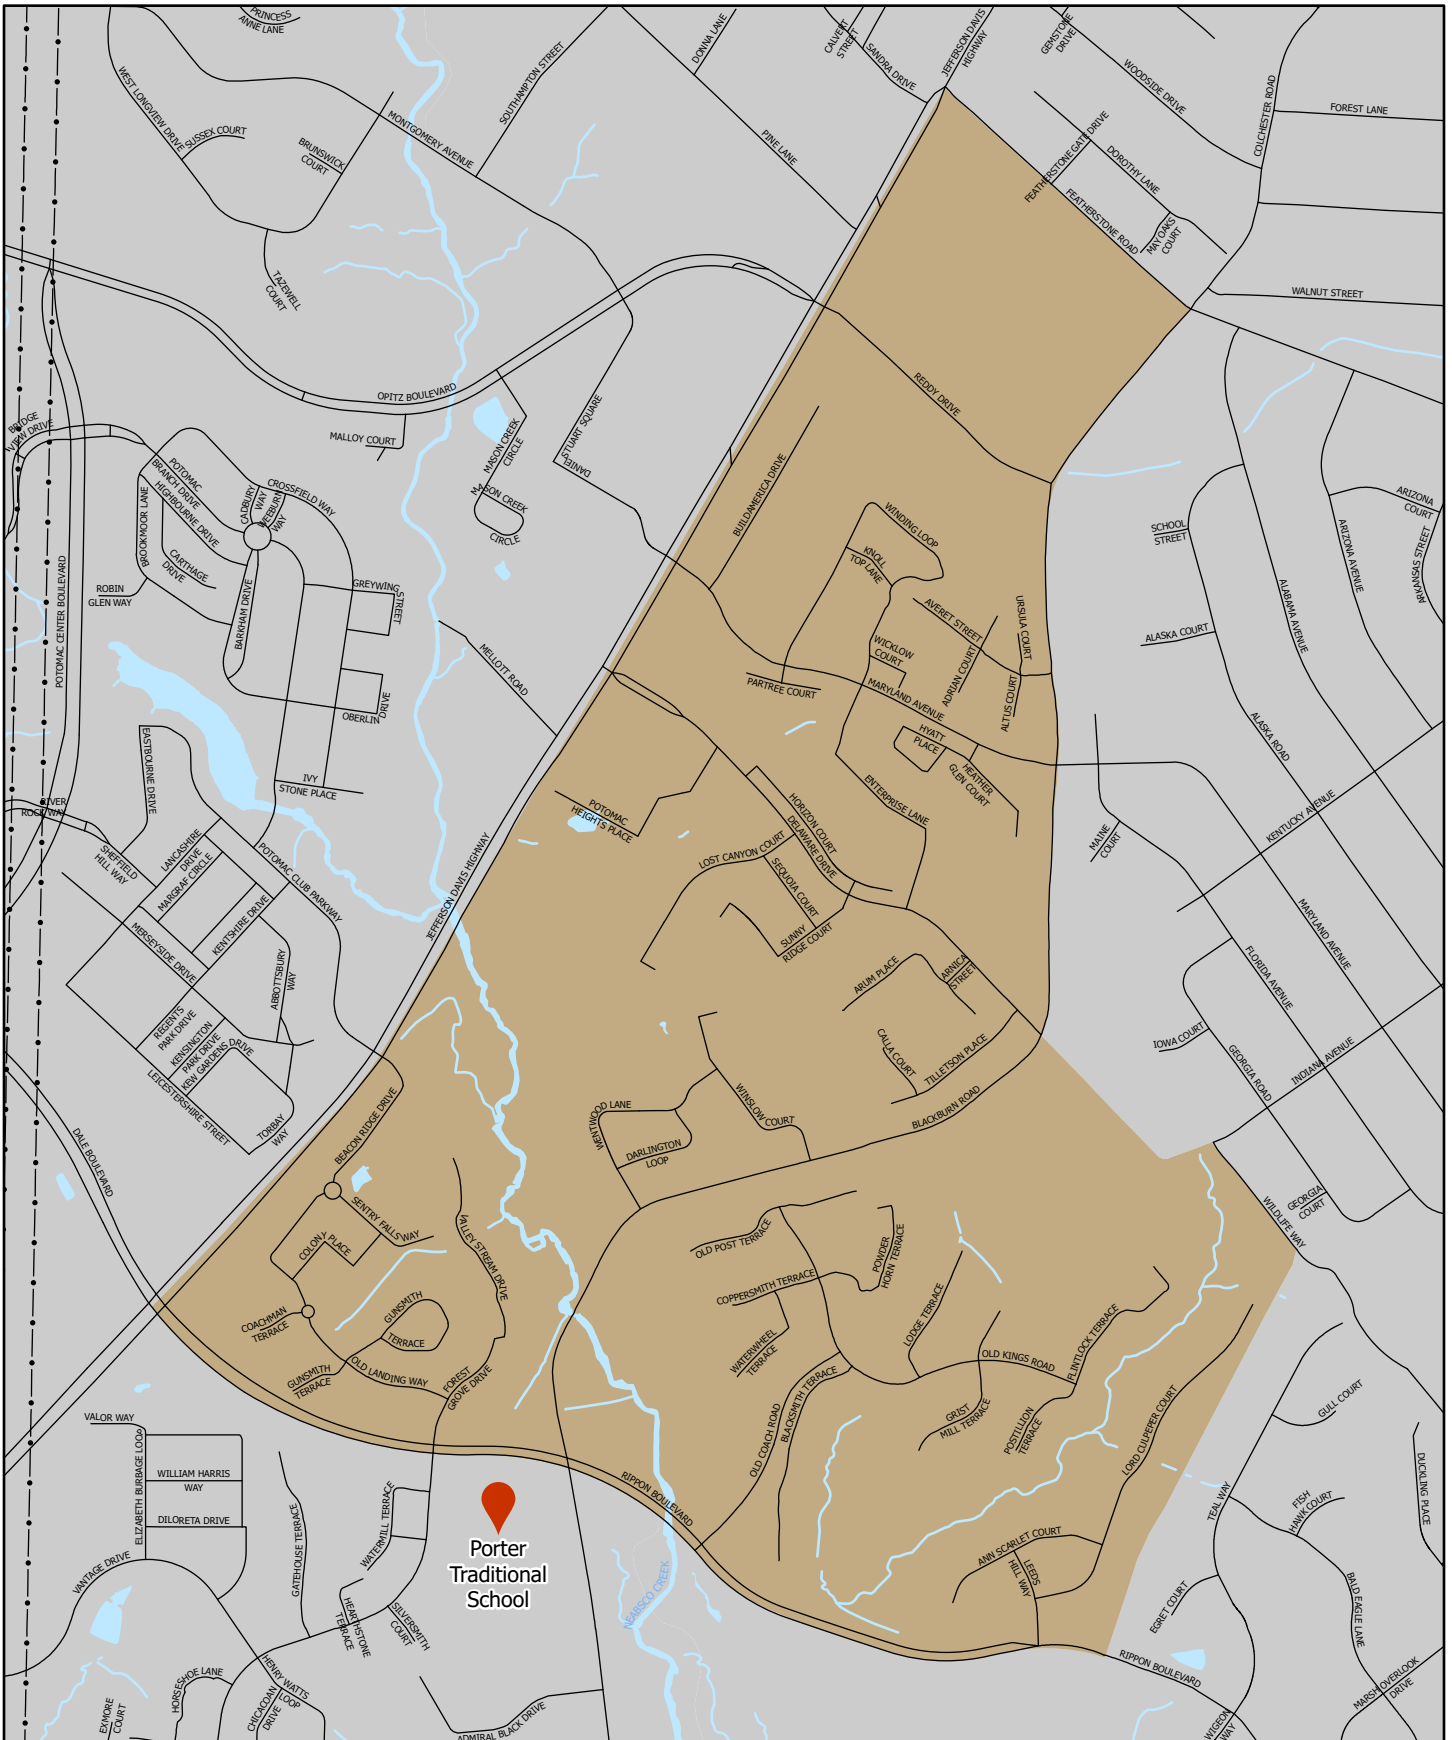 PRINCESS
ANNE LANE
WEST LONGVIEW DRIVE
SUSSEX COURT
BRUNSWICK
COURT
MONTGOMERY AVENUE
SOUTHAMPTON STREET
DONNA LANE
CALVERT
STREET
SANDRA DRIVE
JEFFERSON DAVIS
HIGHWAY
GEMSTONE
DRIVE
WOODSIDE DRIVE
COLCHESTER ROAD
FOREST LANE
PINE LANE
FEATHERSTONE GATE DRIVE
DOROTHY LANE
FEATHERSTONE ROAD
MAY OAKS
COURT
TAZEWELL
COURT
WALNUT STREET
OPITZ BOULEVARD
MALLOY COURT
REDDY DRIVE
BRIDGE
VIEW DRIVE
POTOMAC
BRANCH DRIVE
HIGHBOURNE DRIVE
CADBURY
WAY
WEEBURN
WAY
CROSSFIELD WAY
MASON CREEK
CIRCLE
MASON CREEK
CIRCLE
DANIEL
STUART SQUARE
BUILDAMERICA DRIVE
BROOKMOOR LANE
CARTHAGE
DRIVE
WINDING LOOP
KNOLL
TOP LANE
SCHOOL
STREET
ARIZONA
COURT
ARIZONA AVENUE
ARKANSAS STREET
POTOMAC CENTER BOULEVARD
ROBIN
GLEN WAY
BARKHAM DRIVE
GREYWING
STREET
ALABAMA AVENUE
AVERET STREET
URSULA COURT
ALASKA COURT
MELLOTT ROAD
WICKLOW
COURT
ADRIAN COURT
ALTUS COURT
PARTREE COURT
MARYLAND AVENUE
OBERLIN
DRIVE
EASTBOURNE DRIVE
HYATT
PLACE
HEATHER
GLEN COURT
ALASKA ROAD
IVY
STONE PLACE
RIVER
ROCK WAY
POTOMAC
HEIGHTS PLACE
HORIZON COURT
DELAWARE DRIVE
ENTERPRISE LANE
MAINE
COURT
KENTUCKY AVENUE
SHEFFIELD
HILL WAY
LANCASHIRE
DRIVE
MARGRAF CIRCLE
POTOMAC CLUB PARKWAY
JEFFERSON DAVIS HIGHWAY
LOST CANYON COURT
SEQUOIA COURT
SUNNY
RIDGE COURT
MERSEYSIDE DRIVE
KENTSHIRE DRIVE
ABBOTTSBURY
WAY
MARYLAND AVENUE
FLORIDA AVENUE
ARUM PLACE
ARNICA
STREET
REGENTS
PARK DRIVE
KENSINGTON
PARK DRIVE
KEW GARDENS DRIVE
LEICESTERSHIRE STREET
TORBAY
WAY
CALLA COURT
TILLETSON PLACE
IOWA COURT
GEORGIA ROAD
INDIANA AVENUE
DALE BOULEVARD
BEACON RIDGE DRIVE
WENTWOOD LANE
DARLINGTON
LOOP
WINSLOW
COURT
BLACKBURN ROAD
SENTRY FALLS WAY
COLONY PLACE
VALLEY STREAM DRIVE
OLD POST TERRACE
POWDER
HORN TERRACE
GEORGIA
COURT
WILDLIFE WAY
COPPERSMITH TERRACE
COACHMAN
TERRACE
GUNSMITH
TERRACE
LODGE TERRACE
FLINTLOCK TERRACE
WATERWHEEL
TERRACE
OLD KINGS ROAD
GUNSMITH
TERRACE
OLD LANDING WAY
FOREST
GROVE DRIVE
OLD COACH ROAD
BLACKSMITH TERRACE
GRIST
MILL TERRACE
POSTILLION
TERRACE
LORD CULPEPER COURT
GULL COURT
VALOR WAY
ELIZABETH BURBAGE LOOP
WILLIAM HARRIS
WAY
DILORETA DRIVE
RIPPON BOULEVARD
TEAL WAY
FISH
HAWK COURT
DUCKLING PLACE
GATEHOUSE TERRACE
WATERMILL TERRACE
Porter
Traditional
School
ANN SCARLET COURT
LEEDS
HILL WAY
VANTAGE DRIVE
NEABSCO CREEK
EGRET COURT
BALD EAGLE LANE
HEARTHSTONE
TERRACE
SILVERSMITH
COURT
HENRY WATTS
LOOP
HORSESHOE LANE
CHICACOAN
DRIVE
EXMORE
COURT
ADMIRAL BLACK DRIVE
RIPPON BOULEVARD
WIGEON
WAY
MARSH OVERLOOK
DRIVE